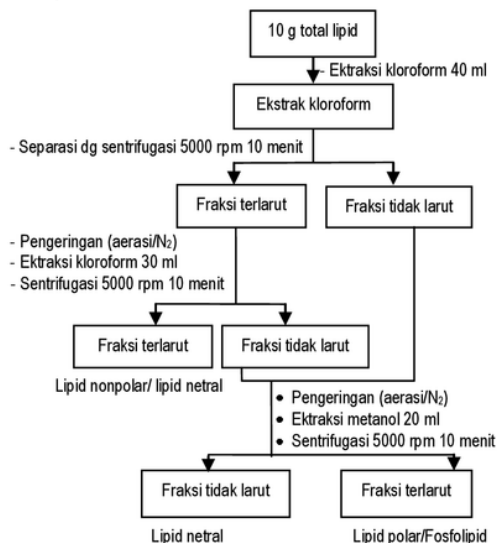 10 g total lipid
- Ektraksi kloroform 40 ml
Ekstrak kloroform
- Separasi dg sentrifugasi 5000 rpm 10 menit
Fraksi terlarut
Fraksi tidak larut
- Pengeringan (aerasi/N₂)
- Ektraksi kloroform 30 ml
- Sentrifugasi 5000 rpm 10 menit
Fraksi terlarut
Fraksi tidak larut
Lipid nonpolar/ lipid netral
• Pengeringan (aerasi/N₂)
• Ektraksi metanol 20 ml
• Sentrifugasi 5000 rpm 10 menit
Fraksi tidak larut
Fraksi terlarut
Lipid netral
Lipid polar/Fosfolipid